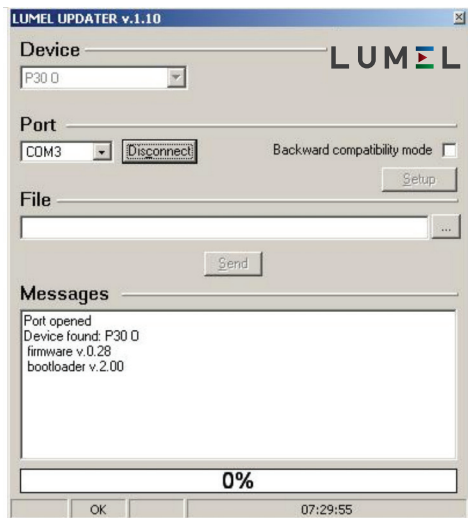 LUMEL UPDATER v.1.10
Device
LUMEL
P30 O
Port
COM3
Disconnect
Backward compatibility mode
Setup
File
...
Send
Messages
Port opened
Device found: P30 O
firmware v.0.28
bootloader v.2.00
0%
OK
07:29:55